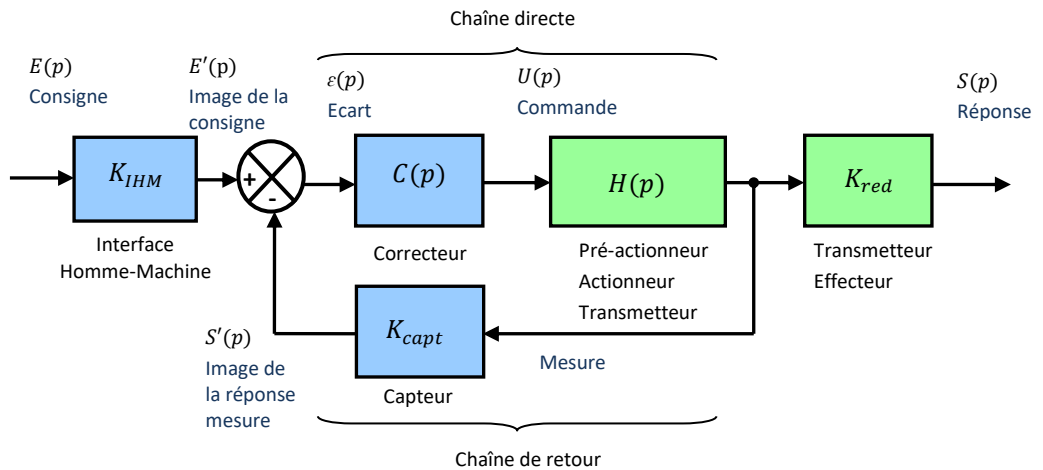 Chaîne directe
E(p)
Consigne
E′(p)
Image de la
consigne
ε(p)
Ecart
U(p)
Commande
S(p)
Réponse
K_IHM
+
-
C(p)
H(p)
K_red
Interface
Homme-Machine
Correcteur
Pré-actionneur
Actionneur
Transmetteur
Transmetteur
Effecteur
S′(p)
Image de
la réponse
mesure
K_capt
Mesure
Capteur
Chaîne de retour